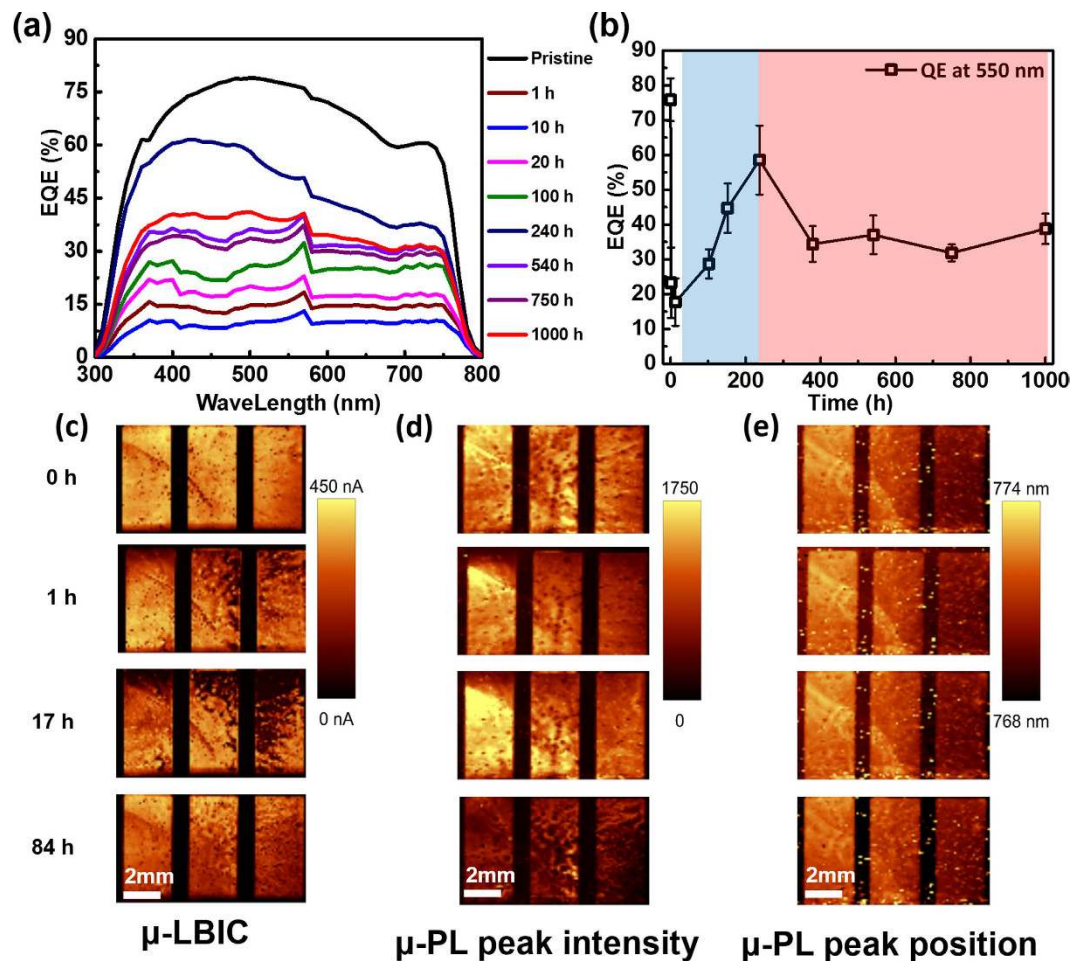 (a)
90
75
60
45
30
15
0
EQE (%)
300 400 500 600 700 800
WaveLength (nm)
Pristine
1 h
10 h
20 h
100 h
240 h
540 h
750 h
1000 h
(b)
90
80
70
60
50
40
30
20
10
0
EQE (%)
QE at 550 nm
0 200 400 600 800 1000
Time (h)
(c)
0 h
1 h
17 h
84 h
450 nA
0 nA
2mm
μ-LBIC
(d)
1750
0
2mm
μ-PL peak intensity
(e)
774 nm
768 nm
2mm
μ-PL peak position